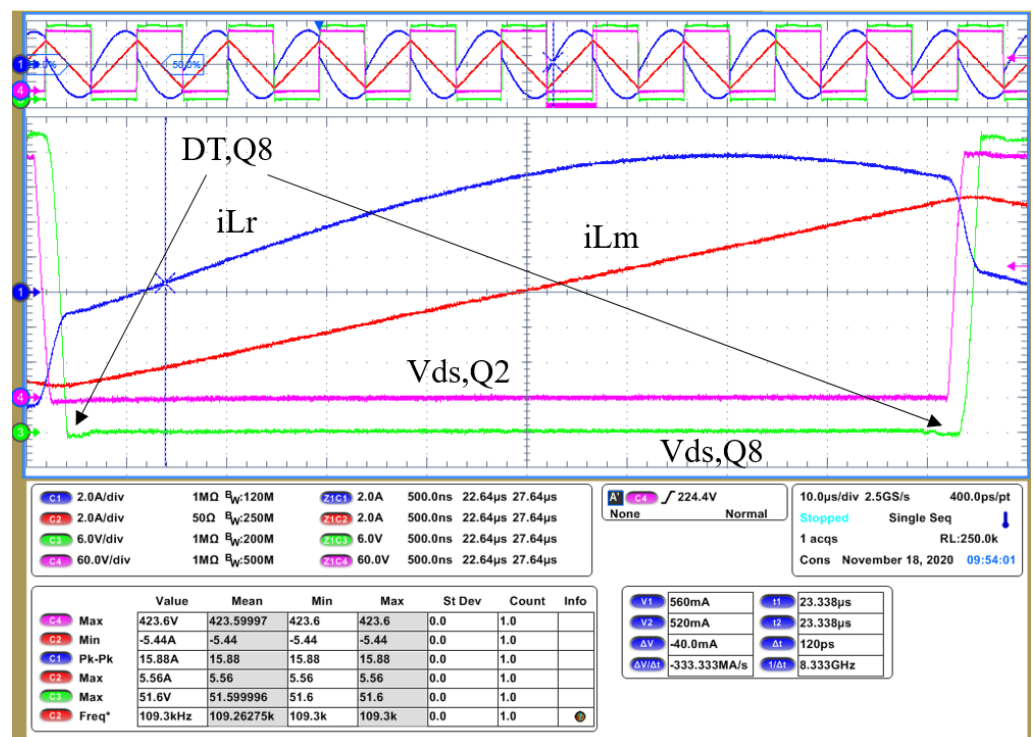 50.0%
1
4
DT,Q8
iLr
iLm
1
Vds,Q2
4
3
Vds,Q8
C1 2.0A/div 1MΩ BW:120M Z1C1 2.0A 500.0ns 22.64µs 27.64µs
C2 2.0A/div 50Ω BW:250M Z1C2 2.0A 500.0ns 22.64µs 27.64µs
C3 6.0V/div 1MΩ BW:200M Z1C3 6.0V 500.0ns 22.64µs 27.64µs
C4 60.0V/div 1MΩ BW:500M Z1C4 60.0V 500.0ns 22.64µs 27.64µs
A' C4 224.4V
None Normal
10.0µs/div 2.5GS/s 400.0ps/pt
Stopped Single Seq
1 acqs RL:250.0k
Cons November 18, 2020 09:54:01
Value Mean Min Max St Dev Count Info
C4 Max 423.6V 423.59997 423.6 423.6 0.0 1.0
C2 Min -5.44A -5.44 -5.44 -5.44 0.0 1.0
C1 Pk-Pk 15.88A 15.88 15.88 15.88 0.0 1.0
C2 Max 5.56A 5.56 5.56 5.56 0.0 1.0
C3 Max 51.6V 51.599996 51.6 51.6 0.0 1.0
C2 Freq* 109.3kHz 109.26275k 109.3k 109.3k 0.0 1.0
V1 560mA t1 23.338µs
V2 520mA t2 23.338µs
ΔV -40.0mA Δt 120ps
ΔV/Δt -333.333MA/s 1/Δt 8.333GHz